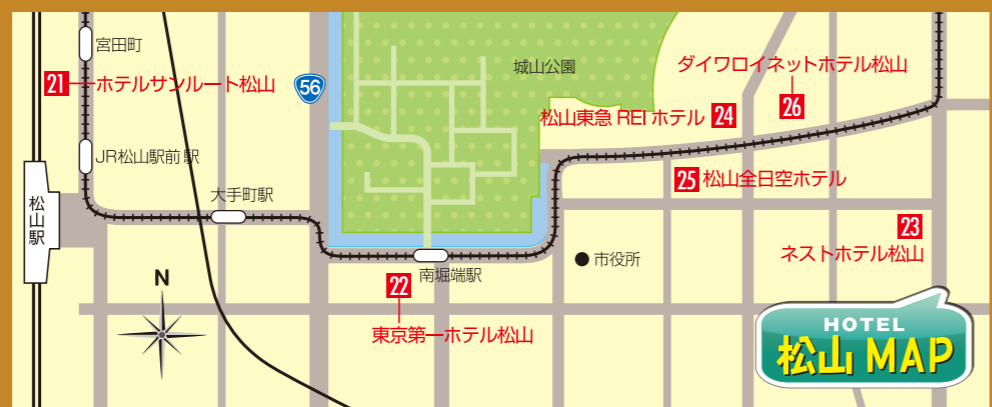 宮田町
21 ホテルサンルート松山
56
城山公園
ダイワロイネットホテル松山
26
松山東急 REI ホテル 24
JR松山駅前駅
25 松山全日空ホテル
大手町駅
松山駅
23
ネストホテル松山
市役所
南堀端駅
22
東京第一ホテル松山
N
HOTEL
松山 MAP